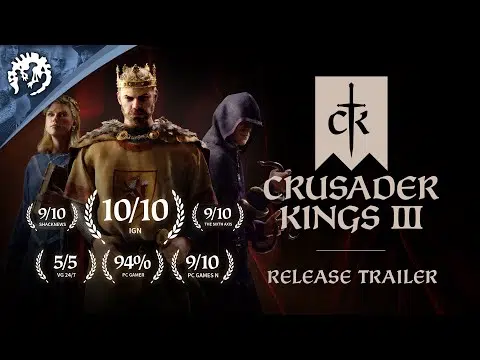 CK
CRUSADER
KINGS III
RELEASE TRAILER
9/10
SHACKNEWS
10/10
IGN
9/10
THE SIXTH AXIS
5/5
VG 24/7
94%
PC GAMER
9/10
PC GAMES N